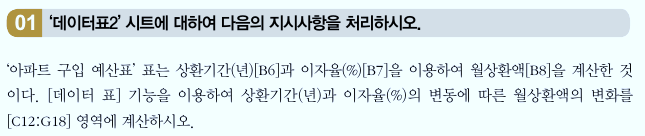 01 ‘데이터표2’ 시트에 대하여 다음의 지시사항을 처리하시오.
‘아파트 구입 예산표’ 표는 상환기간(년)[B6]과 이자율(%)[B7]을 이용하여 월상환액[B8]을 계산한 것
이다. [데이터 표] 기능을 이용하여 상환기간(년)과 이자율(%)의 변동에 따른 월상환액의 변화를
[C12:G18] 영역에 계산하시오.